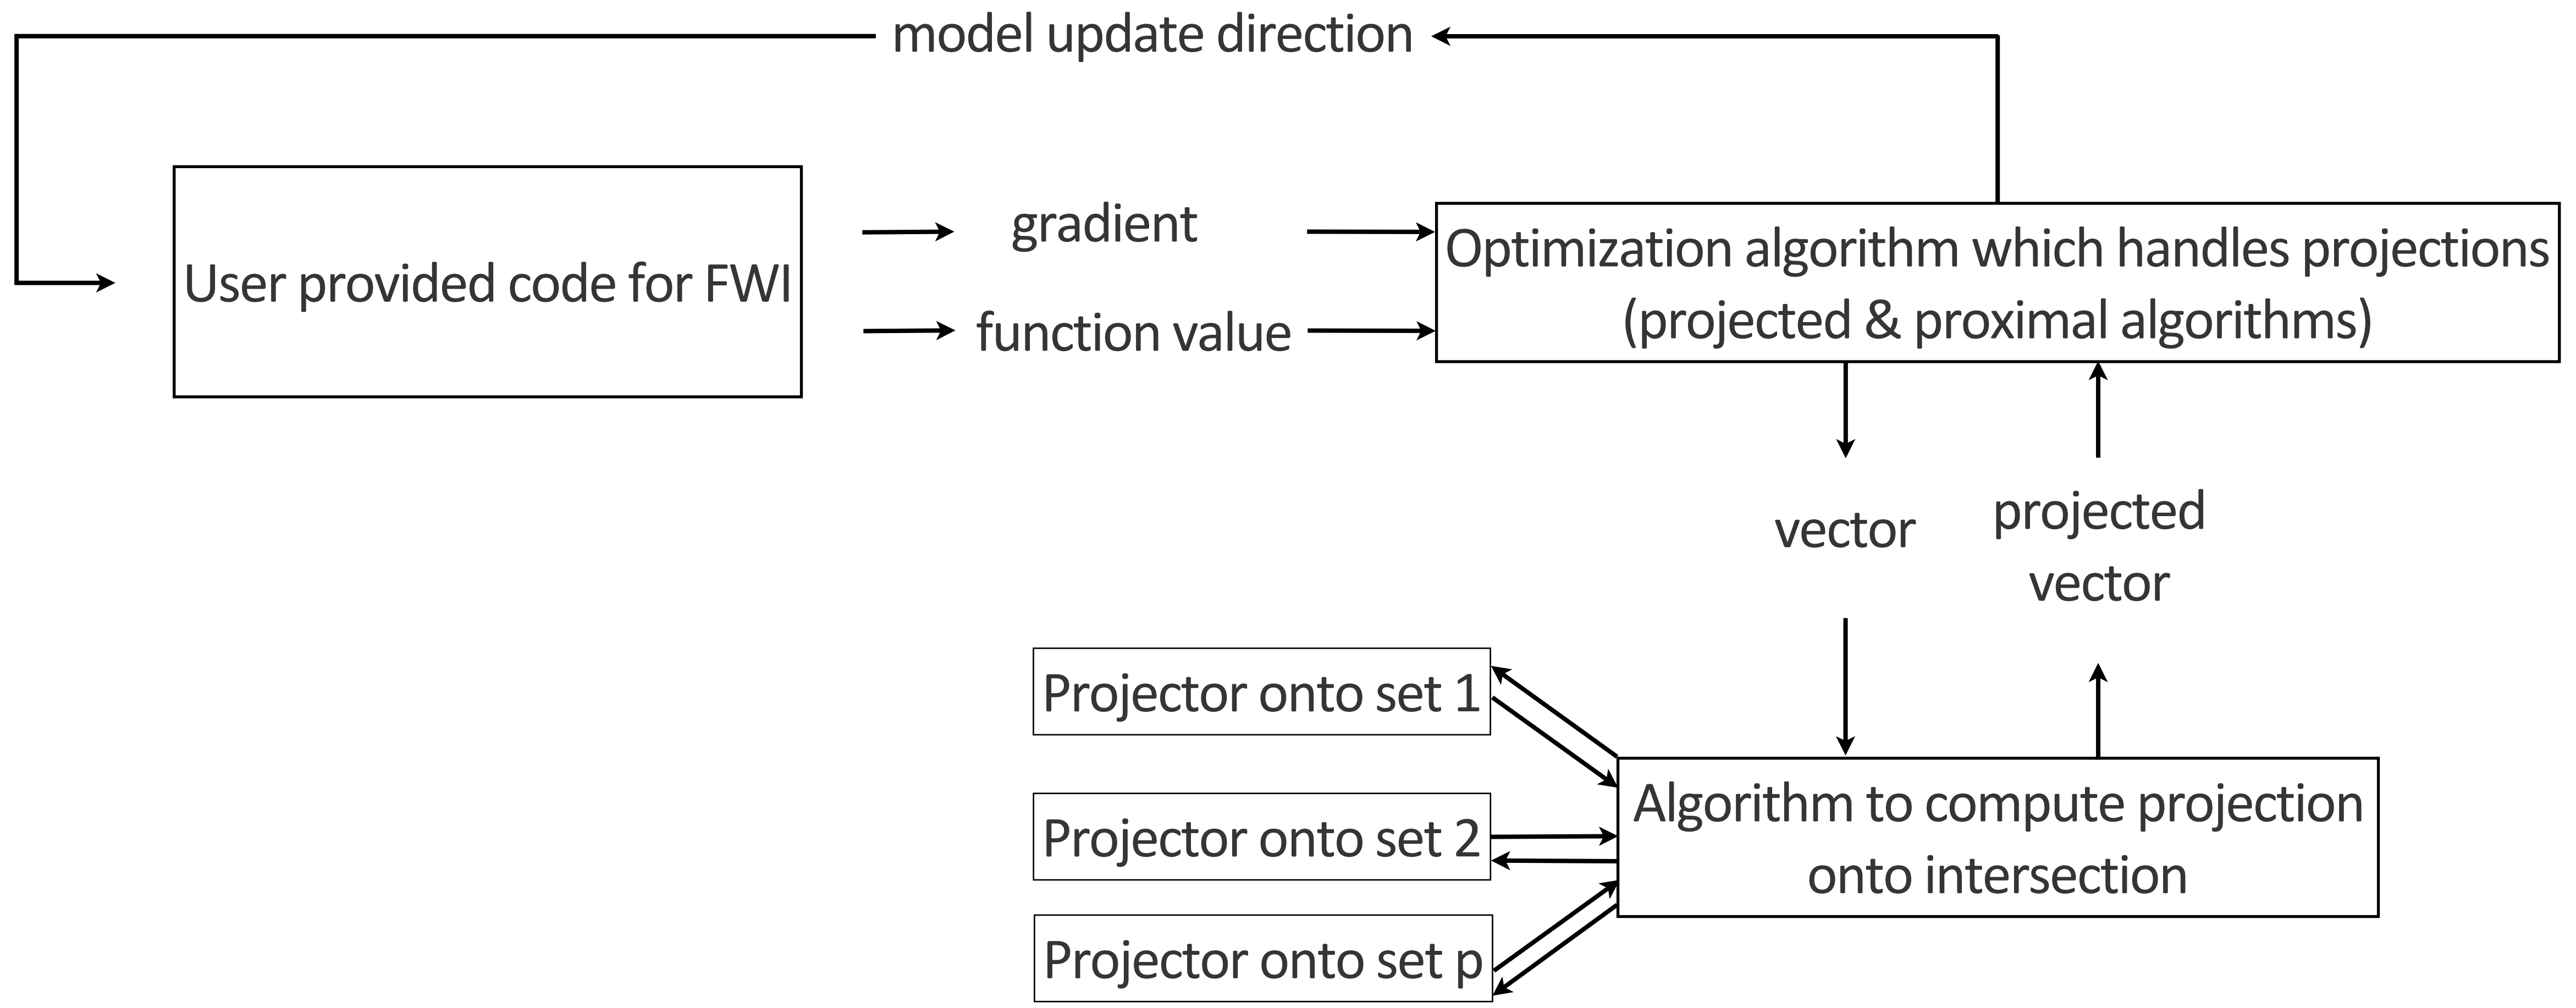 model update direction
User provided code for FWI
gradient
function value
Optimization algorithm which handles projections
(projected & proximal algorithms)
vector
projected
vector
Projector onto set 1
Projector onto set 2
Projector onto set p
Algorithm to compute projection
onto intersection